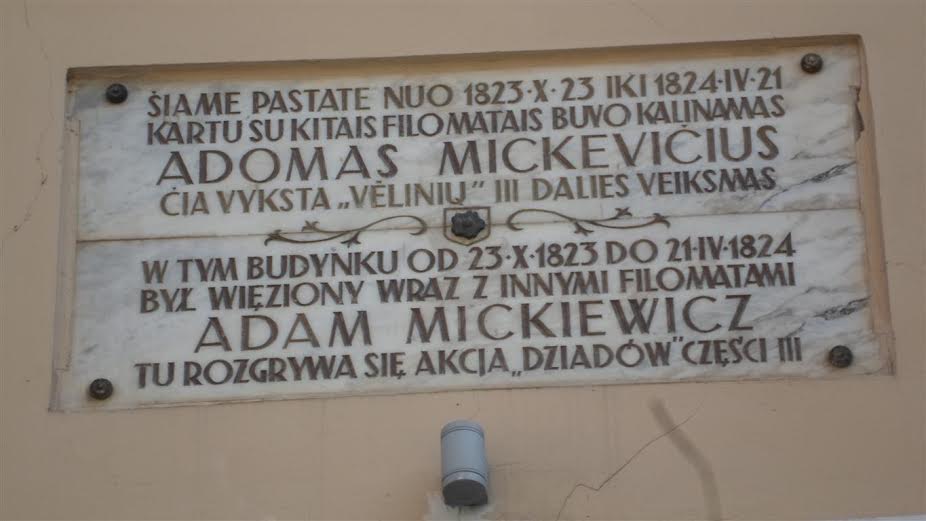 ŠIAME PASTATE NUO 1823·X·23 IKI 1824·IV·21
KARTU SU KITAIS FILOMATAIS BUVO KALINAMAS
ADOMAS MICKEVIČIUS
ČIA VYKSTA „VĖLINIŲ” III DALIES VEIKSMAS
W TYM BUDYŃKU OD 23·X·1823 DO 21·IV·1824
BYŁ WIĘZIONY WRAZ Z INNYMI FILOMATAMI
ADAM MICKIEWICZ
TU ROZGRYWA SIĘ AKCJA „DZIADÓW” CZĘŚCI III